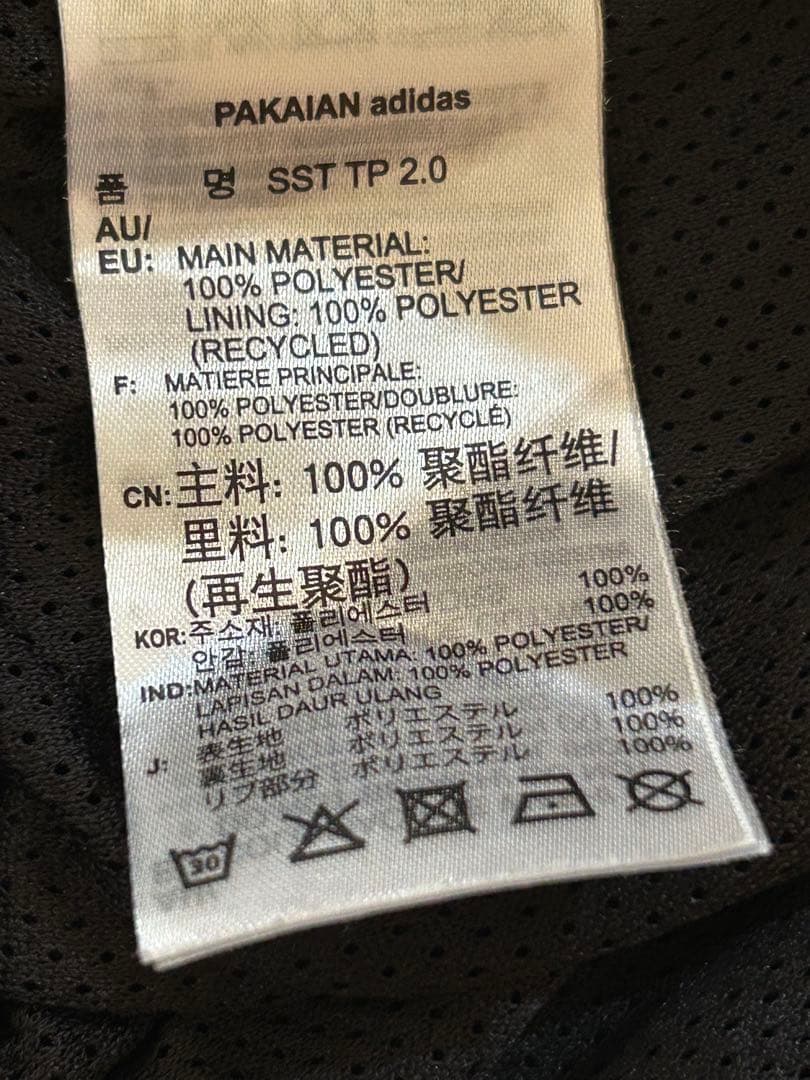 PAKAIAN adidas
품 명 SST TP 2.0
AU/
EU: MAIN MATERIAL:
100% POLYESTER/
LINING: 100% POLYESTER
(RECYCLED)
F: MATIERE PRINCIPALE:
100% POLYESTER/DOUBLURE:
100% POLYESTER (RECYCLÉ)
CN: 主料: 100% 聚酯纤维/
里料: 100% 聚酯纤维
(再生聚酯)
KOR: 주소재: 폴리에스터 100%
안감: 폴리에스터 100%
IND: MATERIAL UTAMA: 100% POLYESTER/
LAPISAN DALAM: 100% POLYESTER
HASIL DAUR ULANG
J: 表生地 ポリエステル 100%
裏生地 ポリエステル 100%
リブ部分 ポリエステル 100%
30